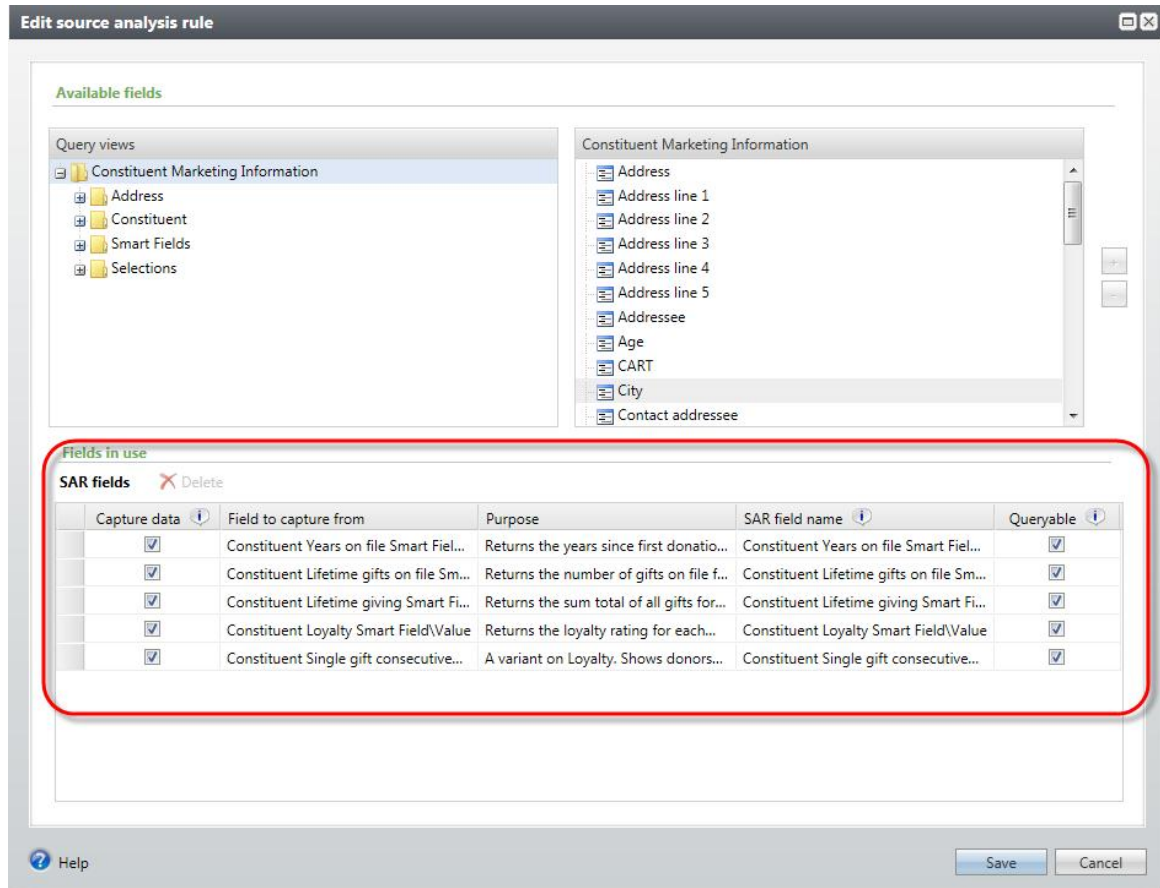 Edit source analysis rule
Available fields
Query views
Constituent Marketing Information
Address
Constituent
Smart Fields
Selections
Constituent Marketing Information
Address
Address line 1
Address line 2
Address line 3
Address line 4
Address line 5
Addressee
Age
CART
City
Contact addressee
Fields in use
SAR fields Delete
Capture data Field to capture from Purpose SAR field name Queryable
Constituent Years on file Smart Fiel... Returns the years since first donatio... Constituent Years on file Smart Fiel...
Constituent Lifetime gifts on file Sm... Returns the number of gifts on file f... Constituent Lifetime gifts on file Sm...
Constituent Lifetime giving Smart Fi... Returns the sum total of all gifts for... Constituent Lifetime giving Smart Fi...
Constituent Loyalty Smart Field\Value Returns the loyalty rating for each... Constituent Loyalty Smart Field\Value
Constituent Single gift consecutive... A variant on Loyalty. Shows donors... Constituent Single gift consecutive...
Help
Save Cancel